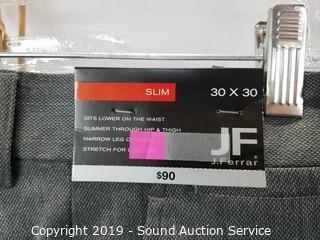 SLIM
30 X 30
SITS LOWER ON THE WAIST
SLIMMER THROUGH HIP & THIGH
NARROW LEG
STRETCH FOR
JF
J.Ferrar®
$90
Copyright 2019 - Sound Auction Service